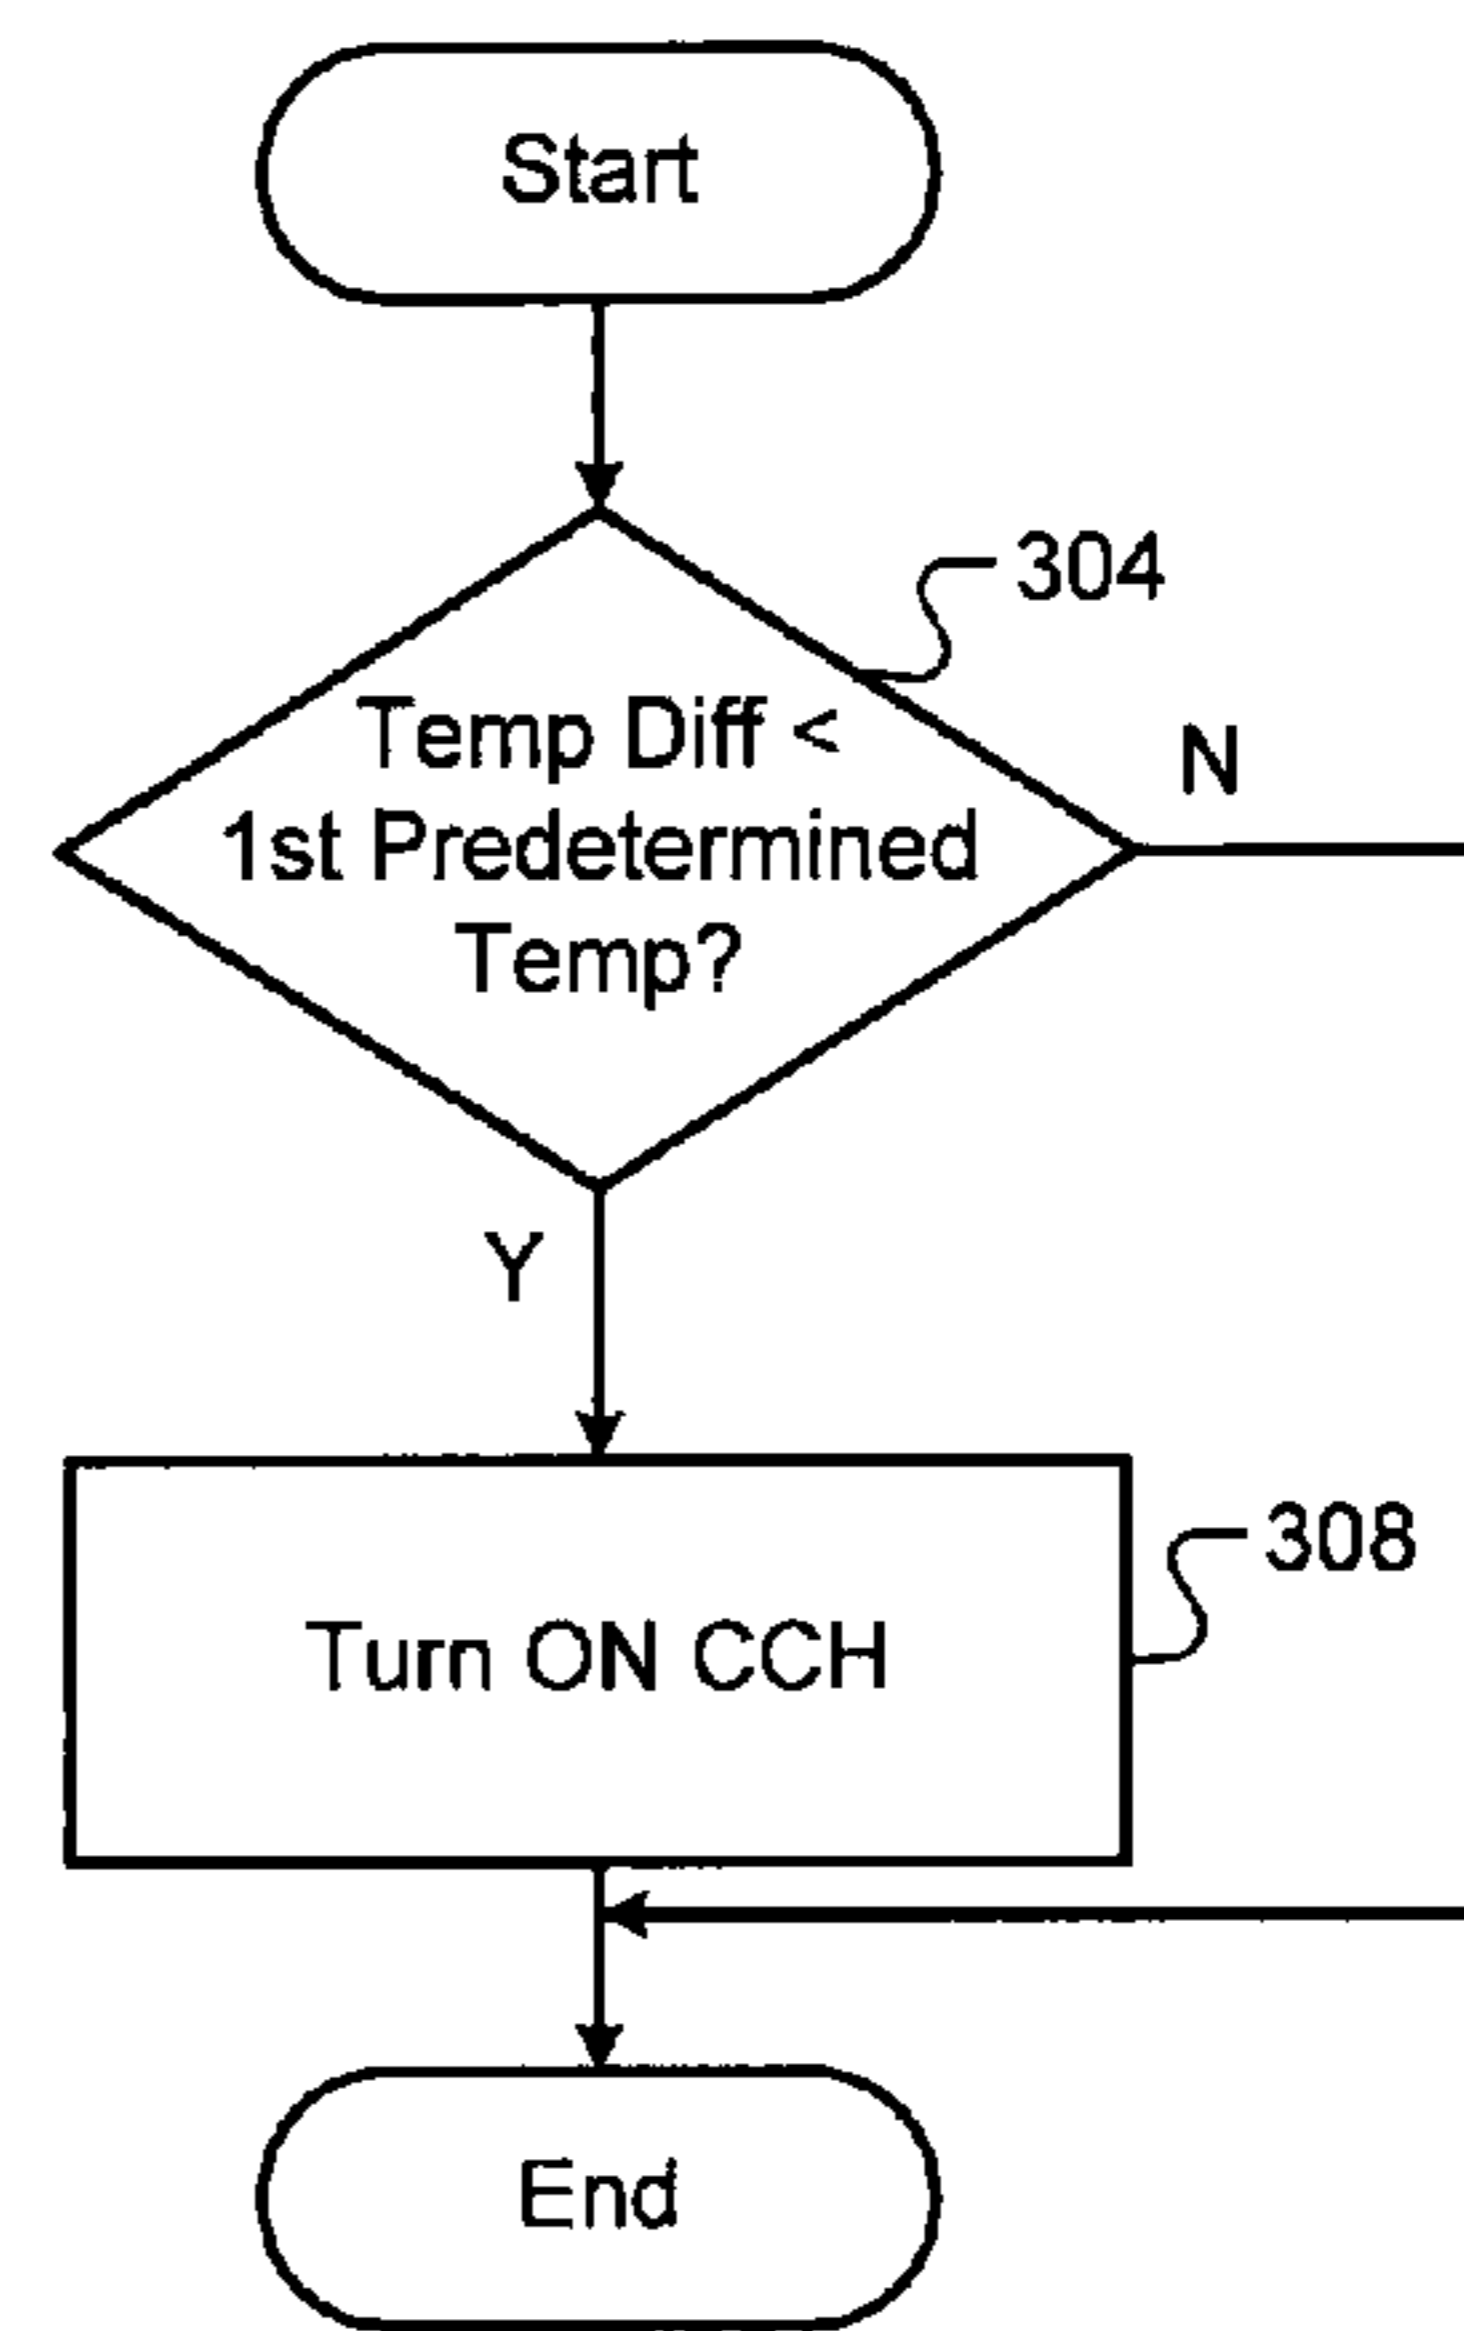 Start
304
Temp Diff <
1st Predetermined
Temp?
N
Y
308
Turn ON CCH
End